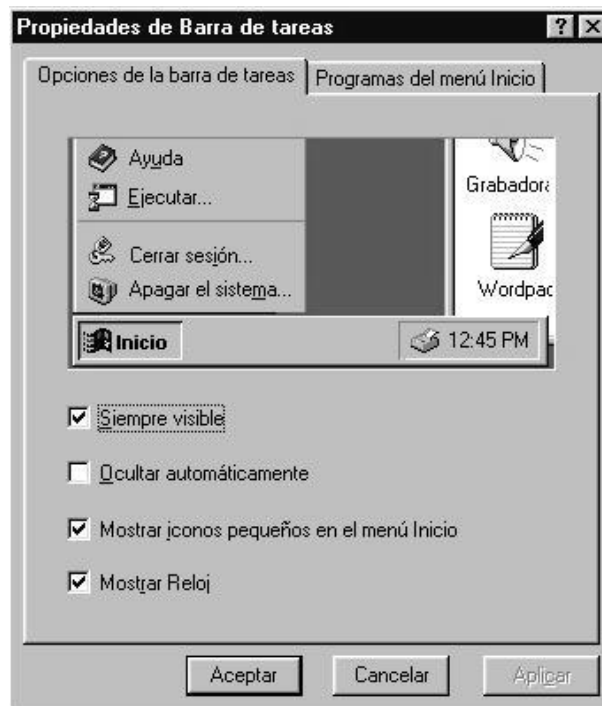 Propiedades de Barra de tareas
Opciones de la barra de tareas
Programas del menú Inicio
Ayuda
Ejecutar...
Cerrar sesión...
Apagar el sistema...
Grabadora
Wordpad
Inicio
12:45 PM
Siempre visible
Ocultar automáticamente
Mostrar iconos pequeños en el menú Inicio
Mostrar Reloj
Aceptar
Cancelar
Aplicar